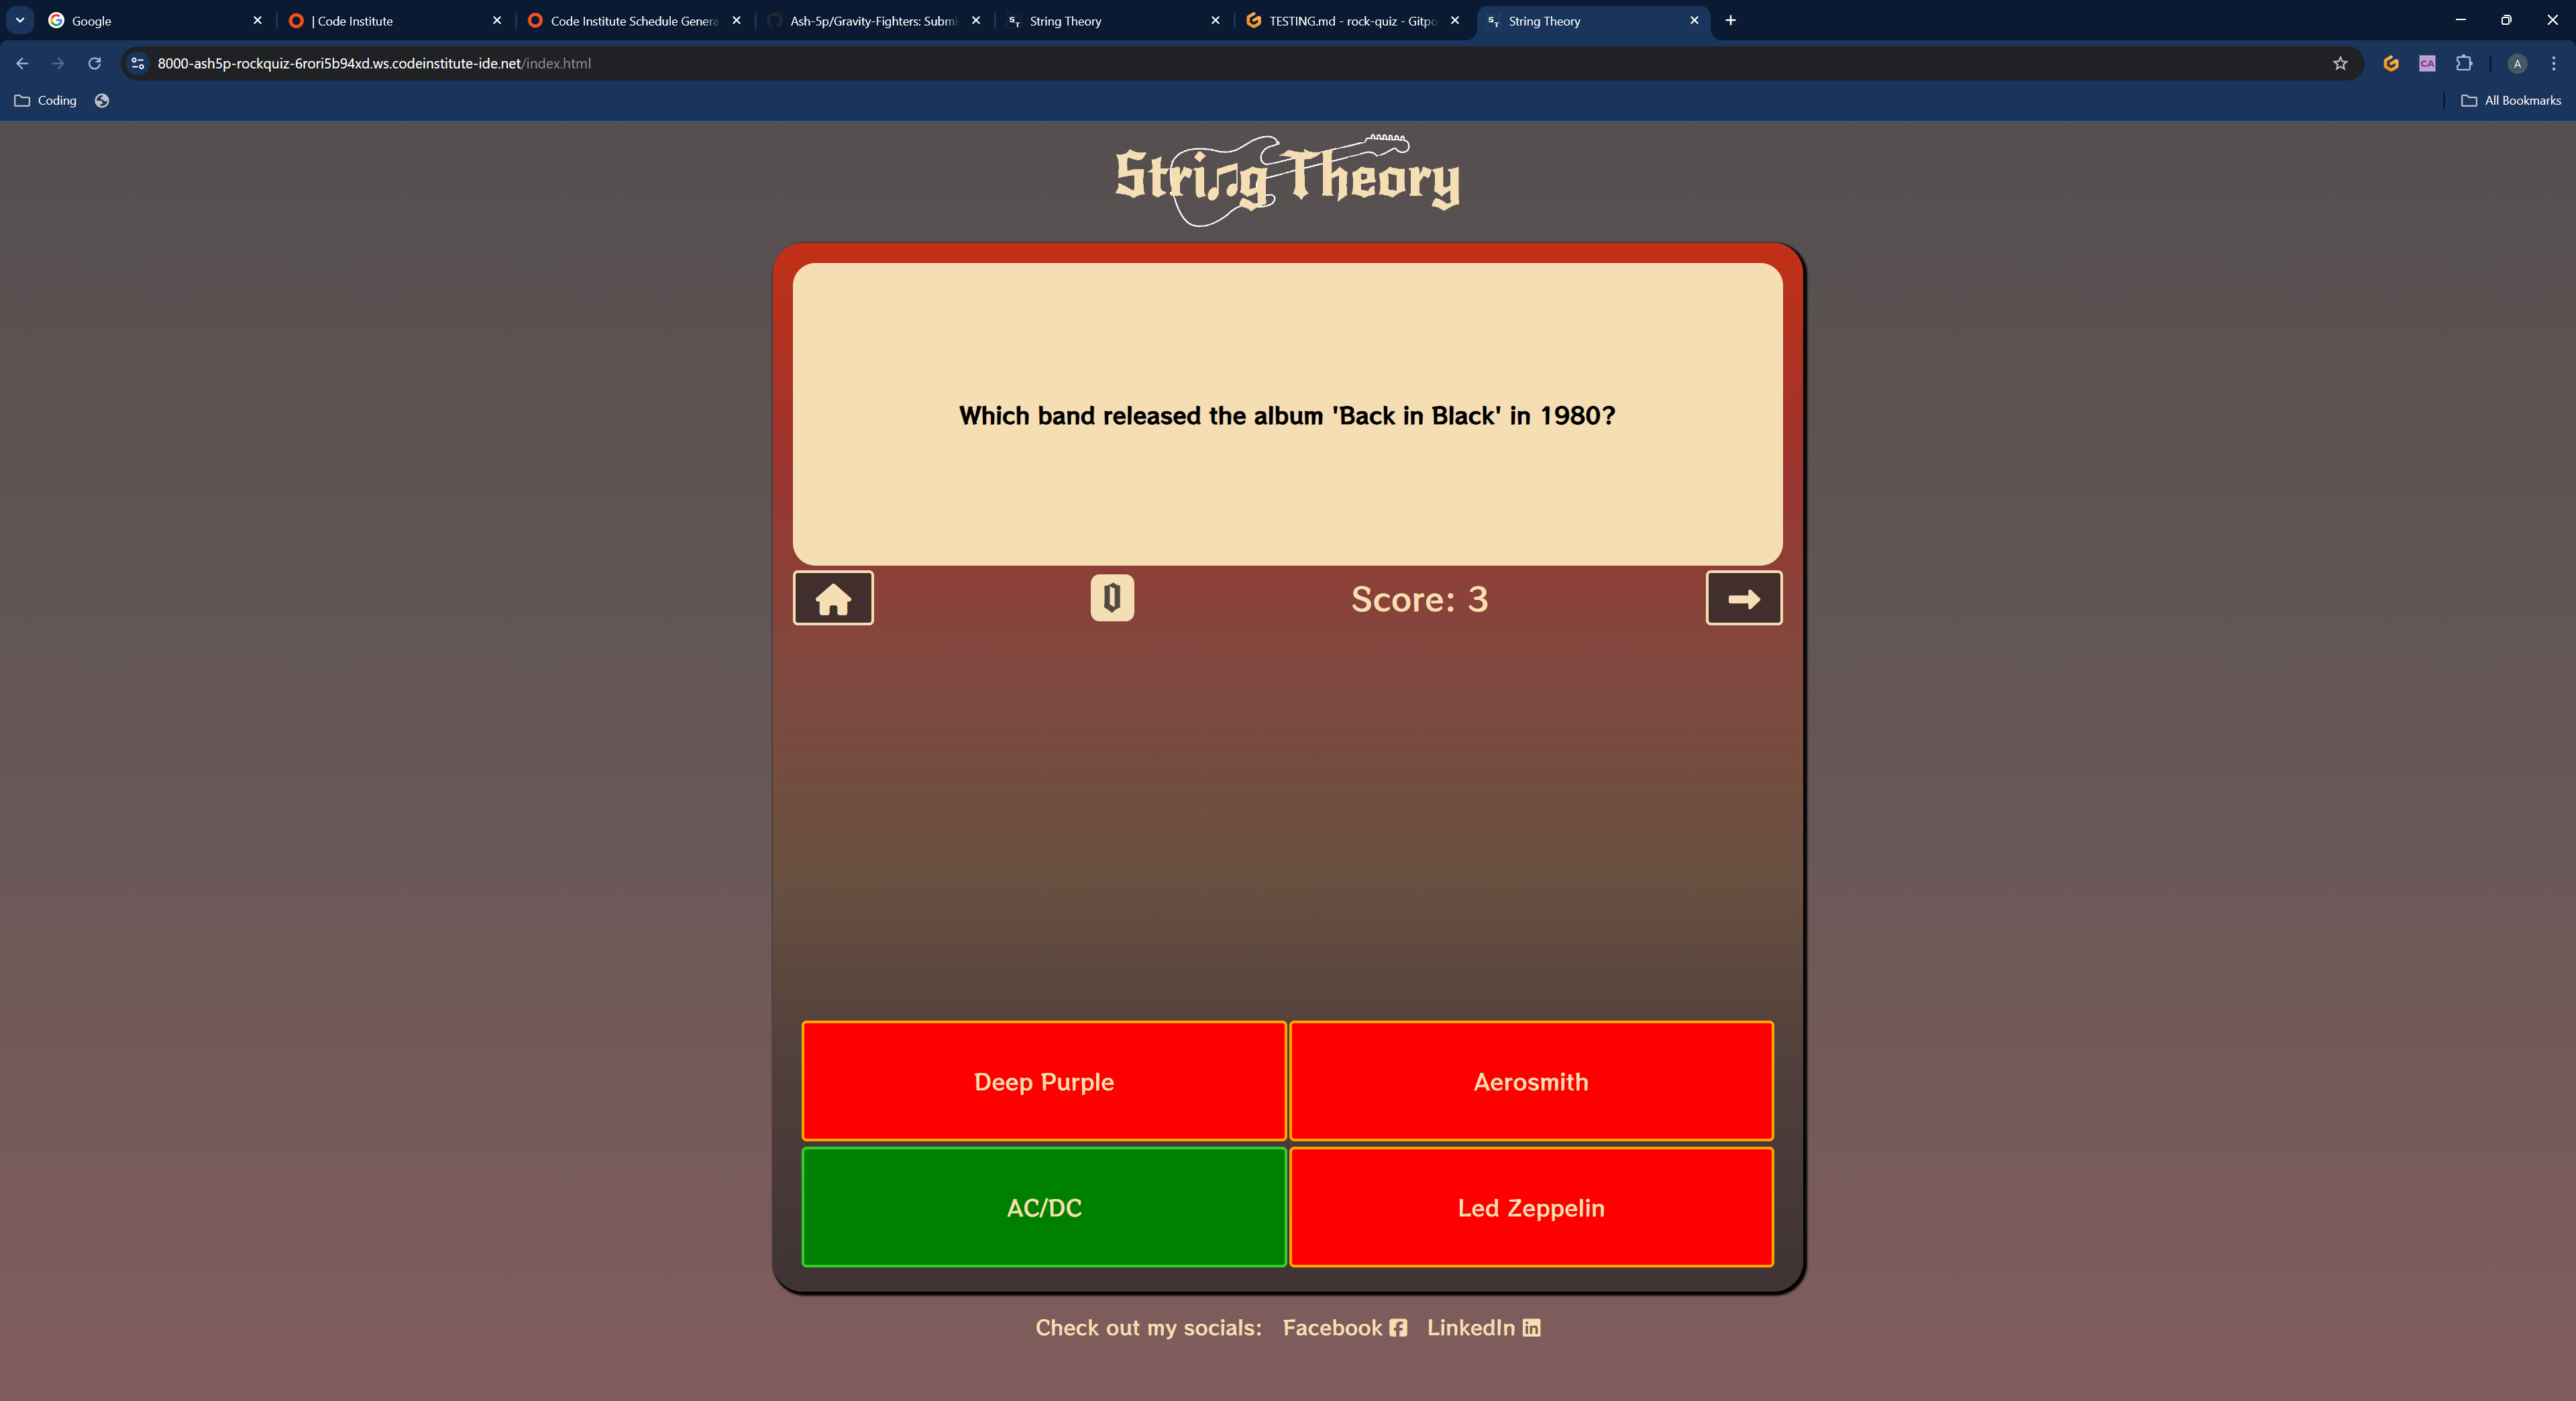 Google
| Code Institute
Code Institute Schedule Genera
Ash-5p/Gravity-Fighters: Submi
String Theory
TESTING.md - rock-quiz - Gitpo
String Theory
8000-ash5p-rockquiz-6rori5b94xd.ws.codeinstitute-ide.net/index.html
CA
A
Coding
All Bookmarks
String Theory
Which band released the album 'Back in Black' in 1980?
0
Score: 3
Deep Purple
Aerosmith
AC/DC
Led Zeppelin
Check out my socials: Facebook LinkedIn